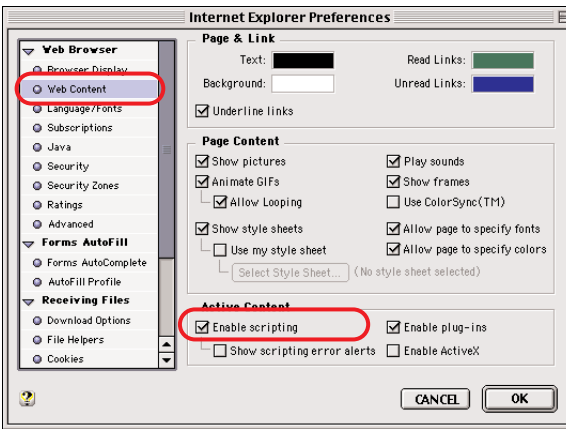 Internet Explorer Preferences
Web Browser
Browser Display
Web Content
Language/Fonts
Subscriptions
Java
Security
Security Zones
Ratings
Advanced
Forms AutoFill
Forms AutoComplete
AutoFill Profile
Receiving Files
Download Options
File Helpers
Cookies
Page & Link
Text:
Read Links:
Background:
Unread Links:
Underline links
Page Content
Show pictures
Play sounds
Animate GIFs
Show frames
Allow Looping
Use ColorSync(TM)
Show style sheets
Allow page to specify fonts
Use my style sheet
Allow page to specify colors
Select Style Sheet... (No style sheet selected)
Active Content
Enable scripting
Enable plug-ins
Show scripting error alerts
Enable ActiveX
?
CANCEL
OK